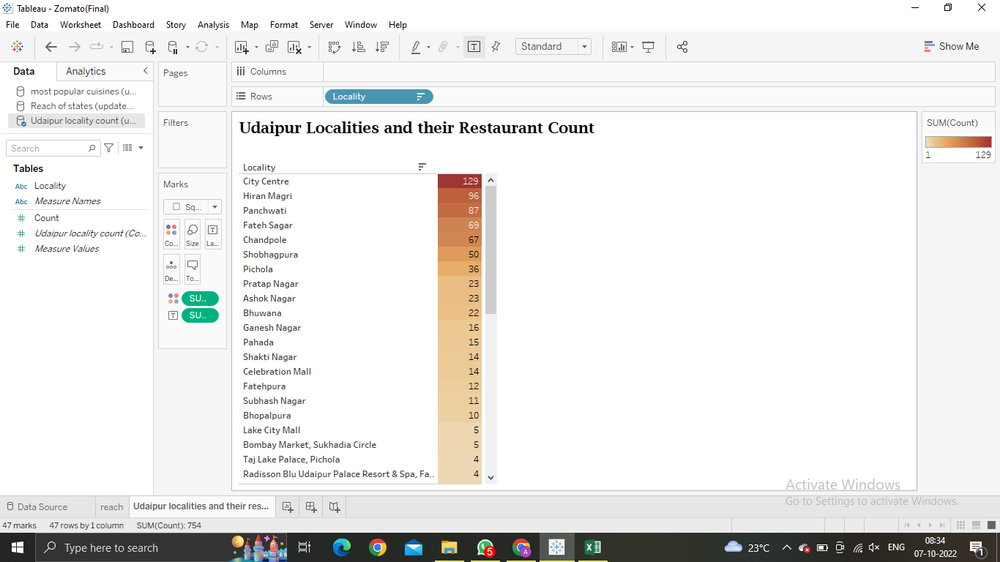 Tableau - Zomato(Final)
File Data Worksheet Dashboard Story Analysis Map Format Server Window Help
Standard
Show Me
Data Analytics
most popular cuisines (u...
Reach of states (update...
Udaipur locality count (u...
Search
Tables
Abc Locality
Abc Measure Names
# Count
# Udaipur locality count (Co...
# Measure Values
Pages
Filters
Marks
Sq...
Co... Size La...
De... To...
SU..
SU..
Columns
Rows Locality
Udaipur Localities and their Restaurant Count
Locality
City Centre 129
Hiran Magri 96
Panchwati 87
Fateh Sagar 69
Chandpole 67
Shobhagpura 50
Pichola 36
Pratap Nagar 23
Ashok Nagar 23
Bhuwana 22
Ganesh Nagar 16
Pahada 15
Shakti Nagar 14
Celebration Mall 14
Fatehpura 12
Subhash Nagar 11
Bhopalpura 10
Lake City Mall 5
Bombay Market, Sukhadia Circle 5
Taj Lake Palace, Pichola 4
Radisson Blu Udaipur Palace Resort & Spa, Fa.. 4
SUM(Count)
1 129
Activate Windows
Go to Settings to activate Windows.
Data Source reach Udaipur localities and their res...
47 marks 47 rows by 1 column SUM(Count): 754
Type here to search
5
A
23°C
ENG
08:34
07-10-2022
1